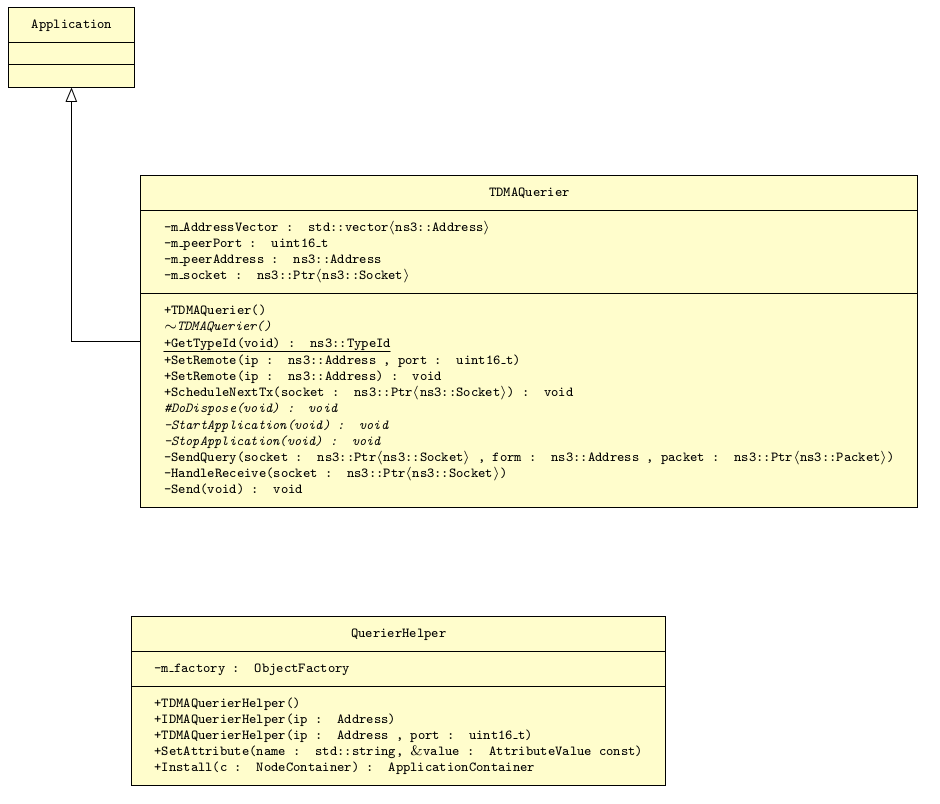 Application
TDMAQuerier
-m_AddressVector : std::vector⟨ns3::Address⟩
-m_peerPort : uint16_t
-m_peerAddress : ns3::Address
-m_socket : ns3::Ptr⟨ns3::Socket⟩
+TDMAQuerier()
~TDMAQuerier()
+GetTypeId(void) : ns3::TypeId
+SetRemote(ip : ns3::Address , port : uint16_t)
+SetRemote(ip : ns3::Address) : void
+ScheduleNextTx(socket : ns3::Ptr⟨ns3::Socket⟩) : void
#DoDispose(void) : void
-StartApplication(void) : void
-StopApplication(void) : void
-SendQuery(socket : ns3::Ptr⟨ns3::Socket⟩ , form : ns3::Address , packet : ns3::Ptr⟨ns3::Packet⟩)
-HandleReceive(socket : ns3::Ptr⟨ns3::Socket⟩)
-Send(void) : void
QuerierHelper
-m_factory : ObjectFactory
+TDMAQuerierHelper()
+IDMAQuerierHelper(ip : Address)
+TDMAQuerierHelper(ip : Address , port : uint16_t)
+SetAttribute(name : std::string, &value : AttributeValue const)
+Install(c : NodeContainer) : ApplicationContainer